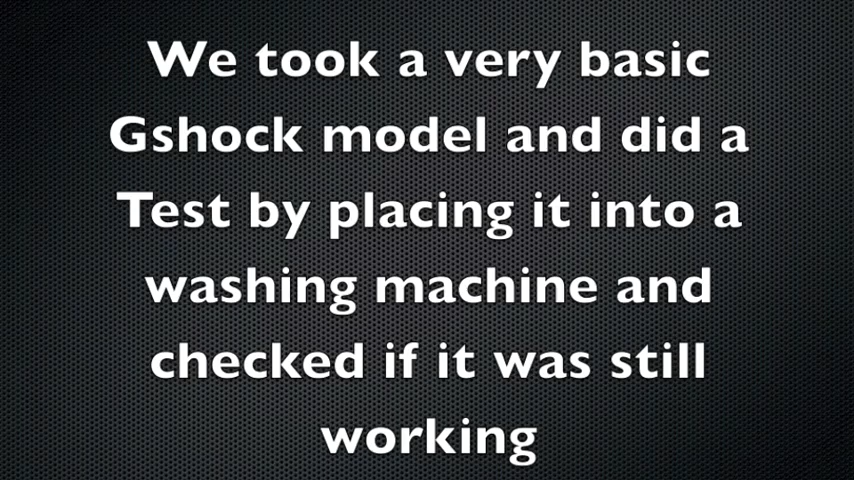 We took a very basic
Gshock model and did a
Test by placing it into a
washing machine and
checked if it was still
working